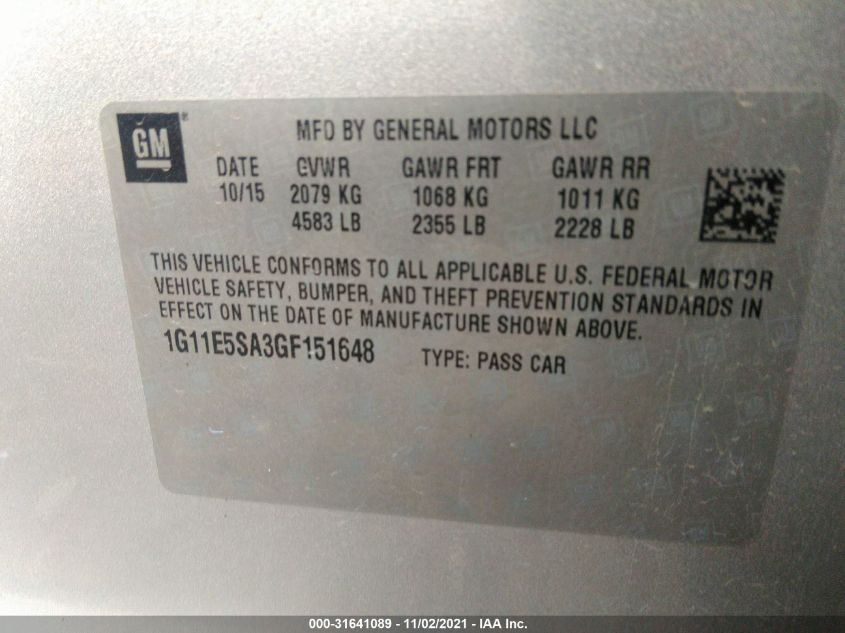 GM®
MFD BY GENERAL MOTORS LLC
DATE GVWR GAWR FRT GAWR RR
10/15 2079 KG 1068 KG 1011 KG
4583 LB 2355 LB 2228 LB
THIS VEHICLE CONFORMS TO ALL APPLICABLE U.S. FEDERAL MOTOR
VEHICLE SAFETY, BUMPER, AND THEFT PREVENTION STANDARDS IN
EFFECT ON THE DATE OF MANUFACTURE SHOWN ABOVE.
1G11E5SA3GF151648 TYPE: PASS CAR
000-31641089 - 11/02/2021 - IAA Inc.